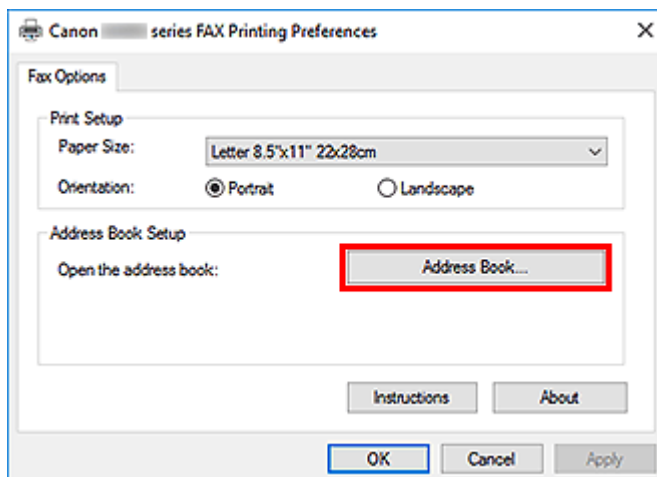 Canon series FAX Printing Preferences
Fax Options
Print Setup
Paper Size: Letter 8.5"x11" 22x28cm
Orientation: Portrait Landscape
Address Book Setup
Open the address book: Address Book...
Instructions About
OK Cancel Apply